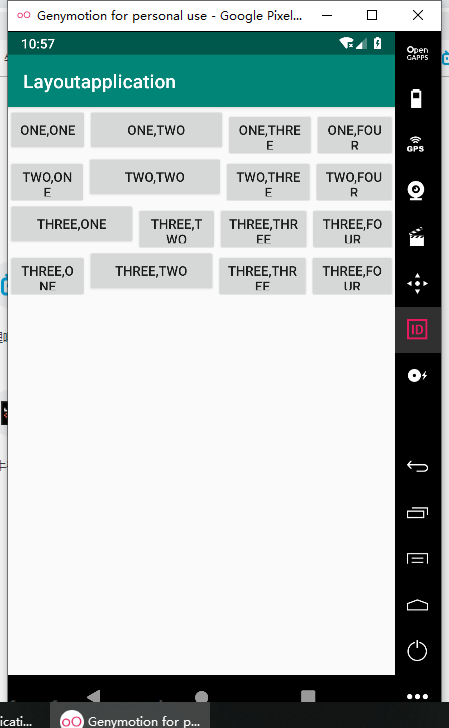 Genymotion for personal use - Google Pixel...
10:57
Open
GAPPS
Layoutapplication
GPS
ONE,ONE ONE,TWO ONE,THRE
E ONE,FOU
R
TWO,ON
E TWO,TWO TWO,THRE
E TWO,FOU
R
THREE,ONE THREE,T
WO THREE,THR
EE THREE,FO
UR
ID
THREE,O
NE THREE,TWO THREE,THR
EE THREE,FO
UR
icati... Genymotion for p...